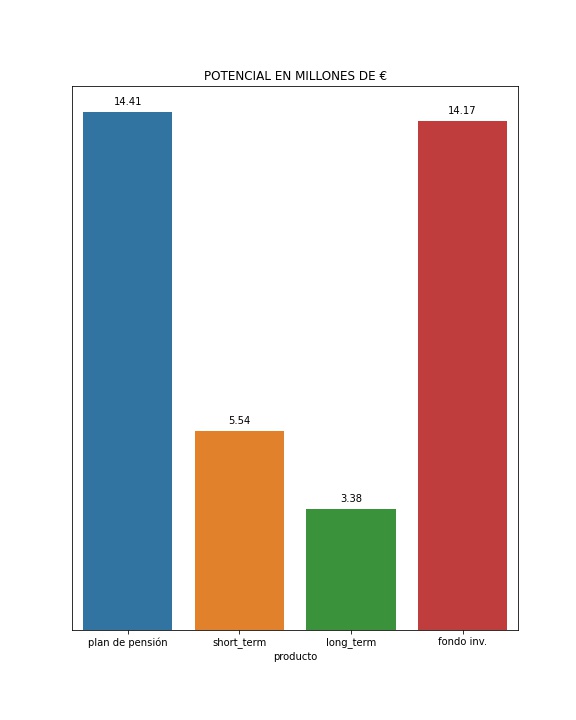 POTENCIAL EN MILLONES DE €
14.41
14.17
5.54
3.38
plan de pensión short_term long_term fondo inv.
producto